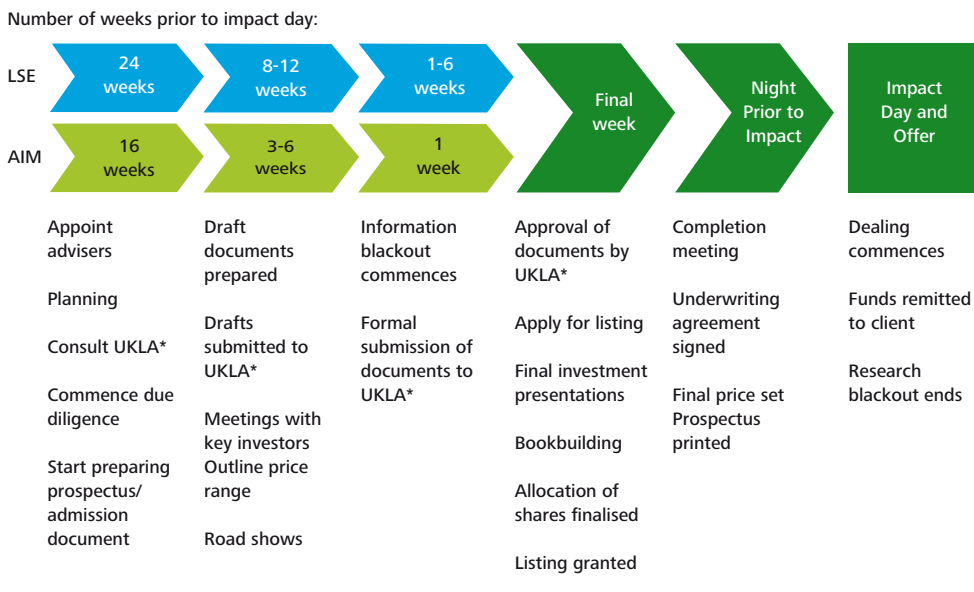 Number of weeks prior to impact day:
LSE
24
weeks
8-12
weeks
1-6
weeks
Final
week
Night
Prior to
Impact
Impact
Day and
Offer
AIM
16
weeks
3-6
weeks
1
week
Appoint
advisers
Planning
Consult UKLA*
Commence due
diligence
Start preparing
prospectus/
admission
document
Draft
documents
prepared
Drafts
submitted to
UKLA*
Meetings with
key investors
Outline price
range
Road shows
Information
blackout
commences
Formal
submission of
documents to
UKLA*
Approval of
documents by
UKLA*
Apply for listing
Final investment
presentations
Bookbuilding
Allocation of
shares finalised
Listing granted
Completion
meeting
Underwriting
agreement
signed
Final price set
Prospectus
printed
Dealing
commences
Funds remitted
to client
Research
blackout ends